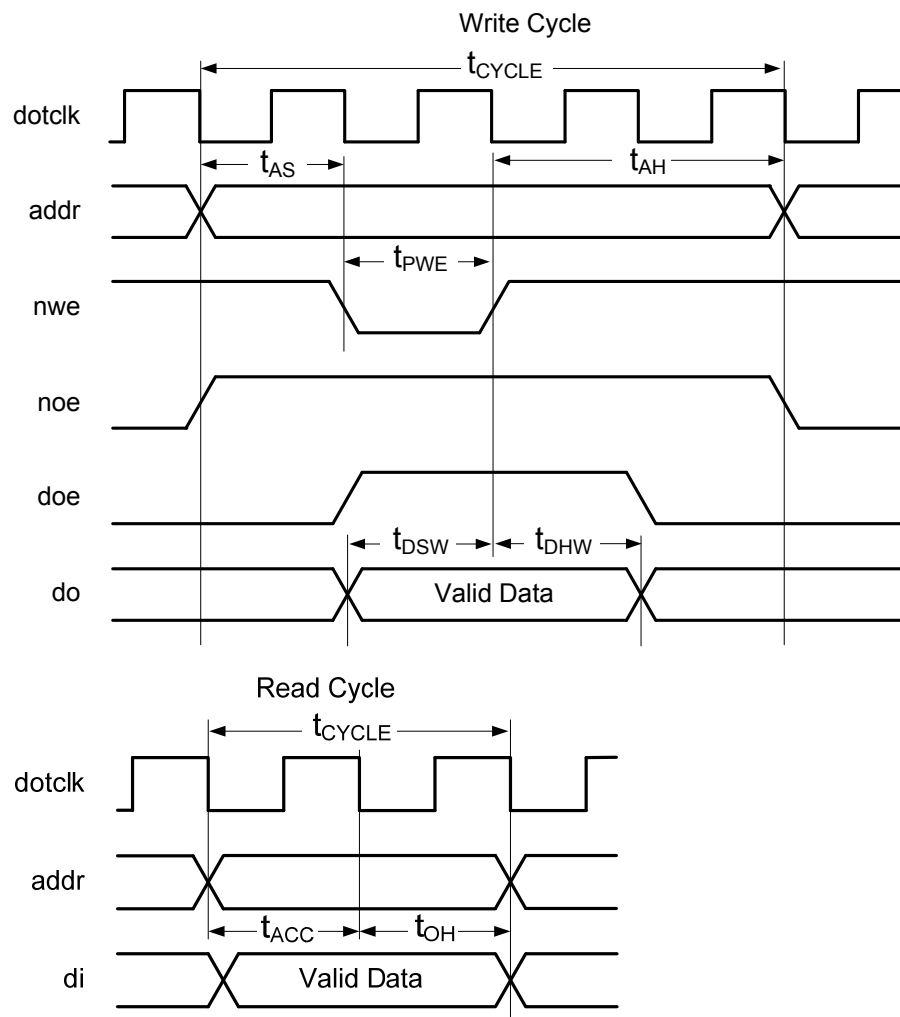 Write Cycle
tCYCLE
dotclk
tAS
tAH
addr
tPWE
nwe
noe
doe
tDSW
tDHW
do
Valid Data
Read Cycle
tCYCLE
dotclk
addr
tACC
tOH
di
Valid Data